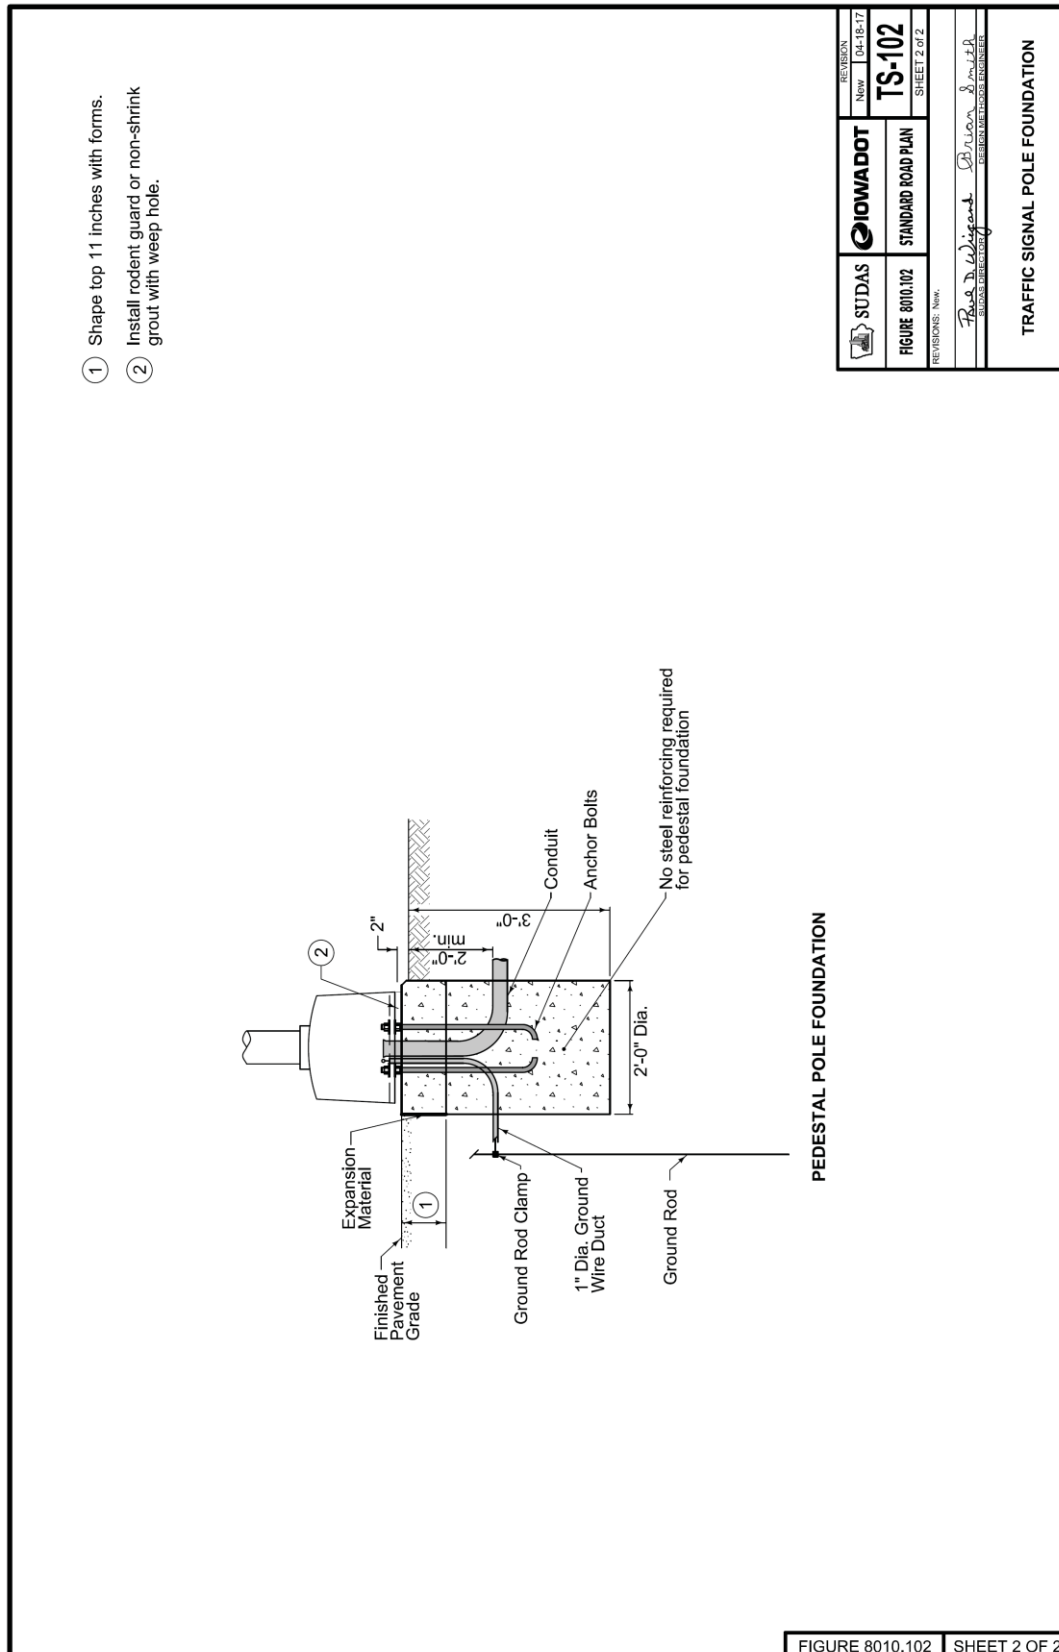 ① Shape top 11 inches with forms.
② Install rodent guard or non-shrink
grout with weep hole.
②
2"
2'-0"
min.
3'-0"
Expansion
Material
Finished
Pavement
Grade
①
Conduit
Anchor Bolts
Ground Rod Clamp
1" Dia. Ground
Wire Duct
2'-0" Dia.
No steel reinforcing required
for pedestal foundation
Ground Rod
PEDESTAL POLE FOUNDATION
SUDAS
IOWADOT
REVISION
New 04-18-17
FIGURE 8010.102
STANDARD ROAD PLAN
TS-102
SHEET 2 of 2
REVISIONS: New.
Paul D. Wiegand
Brian Smith
SUDAS DIRECTOR
DESIGN METHODS ENGINEER
TRAFFIC SIGNAL POLE FOUNDATION
FIGURE 8010.102 SHEET 2 OF 2